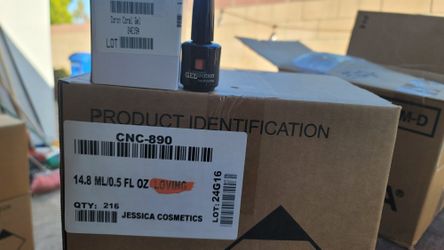 Coral Gel
LOT
GELERATION
PRODUCT IDENTIFICATION
M-D
CNC-890
14.8 ML/0.5 FL OZ LOVING
QTY: 216
JESSICA COSMETICS
LOT: 24G16
A